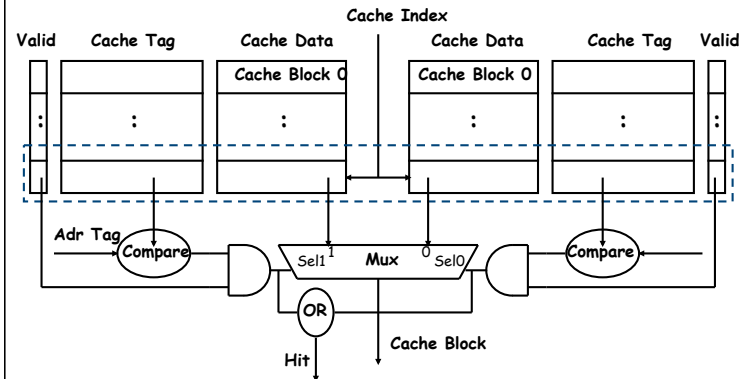 Cache Index
Valid Cache Tag Cache Data Cache Data Cache Tag Valid
Cache Block 0 Cache Block 0
: : : : : :
Adr Tag
Compare Sel1 1 Mux 0 Sel0 Compare
OR
Cache Block
Hit